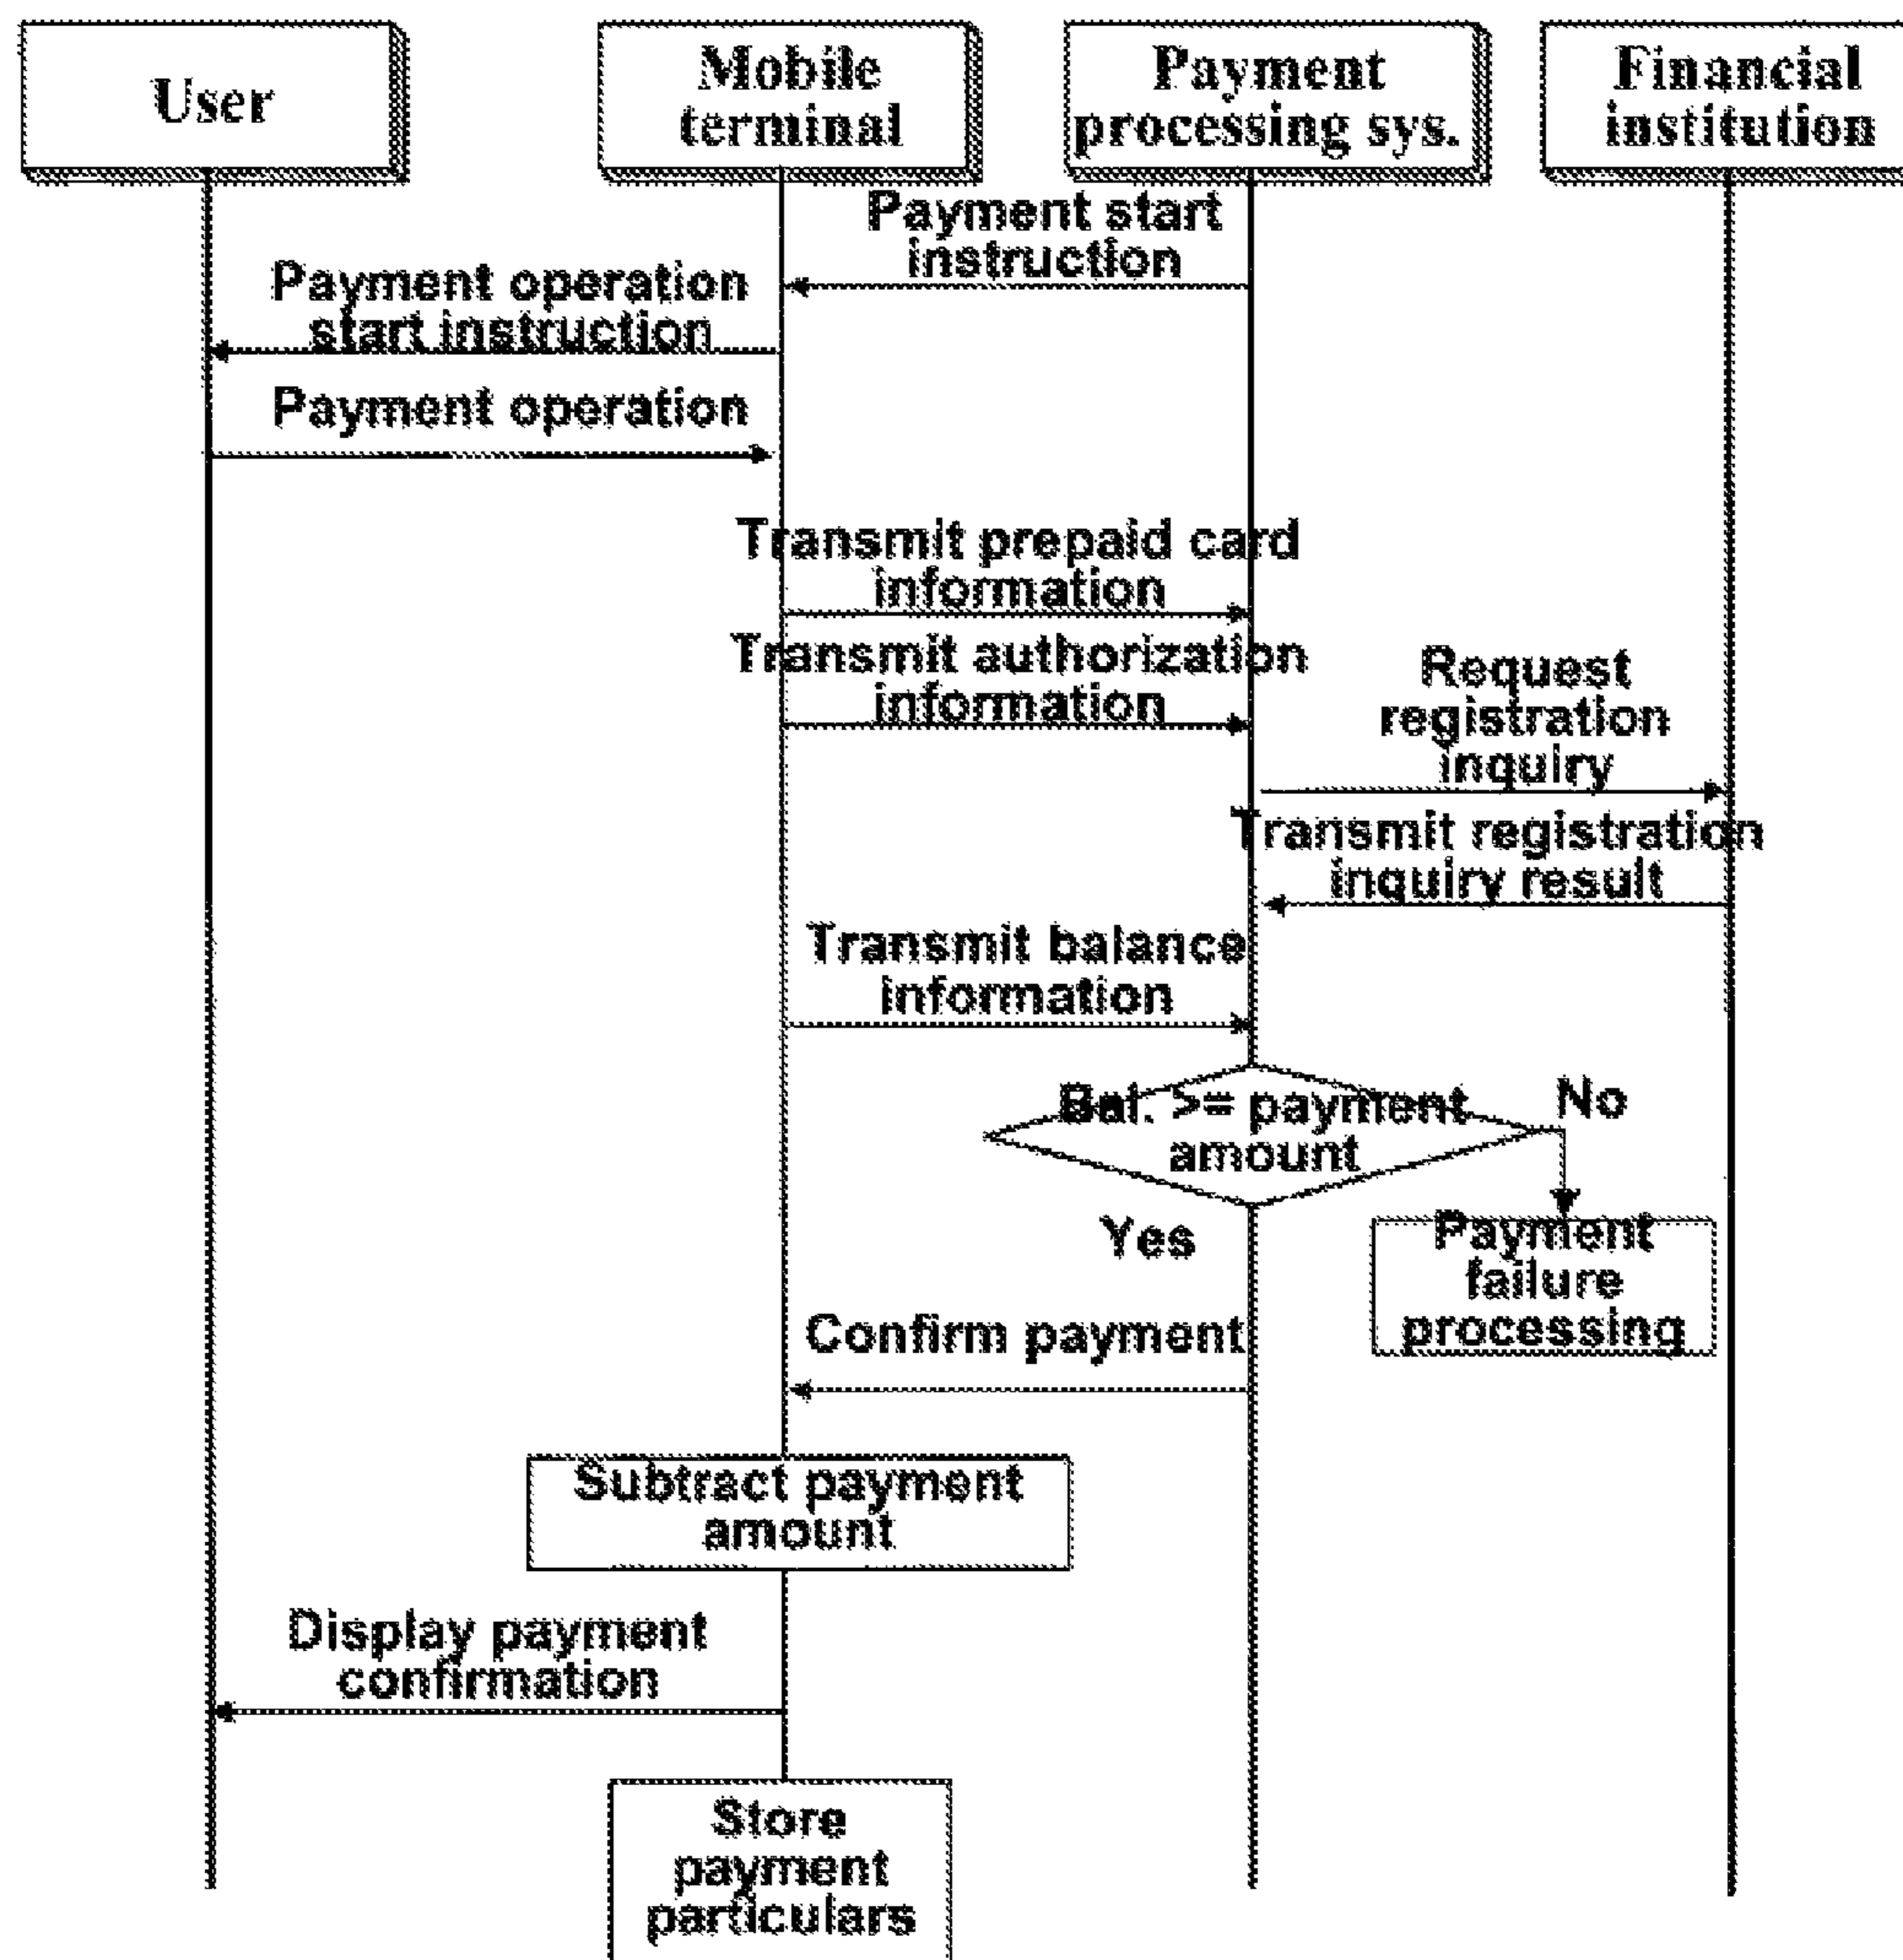 User
Mobile
terminal
Payment
processing sys.
Financial
institution
Payment start
instruction
Payment operation
start instruction
Payment operation
Transmit prepaid card
information
Transmit authorization
information
Request
registration
inquiry
Transmit registration
inquiry result
Transmit balance
information
Bal. >= payment
amount
No
Yes
Payment
failure
processing
Confirm payment
Subtract payment
amount
Display payment
confirmation
Store
payment
particulars